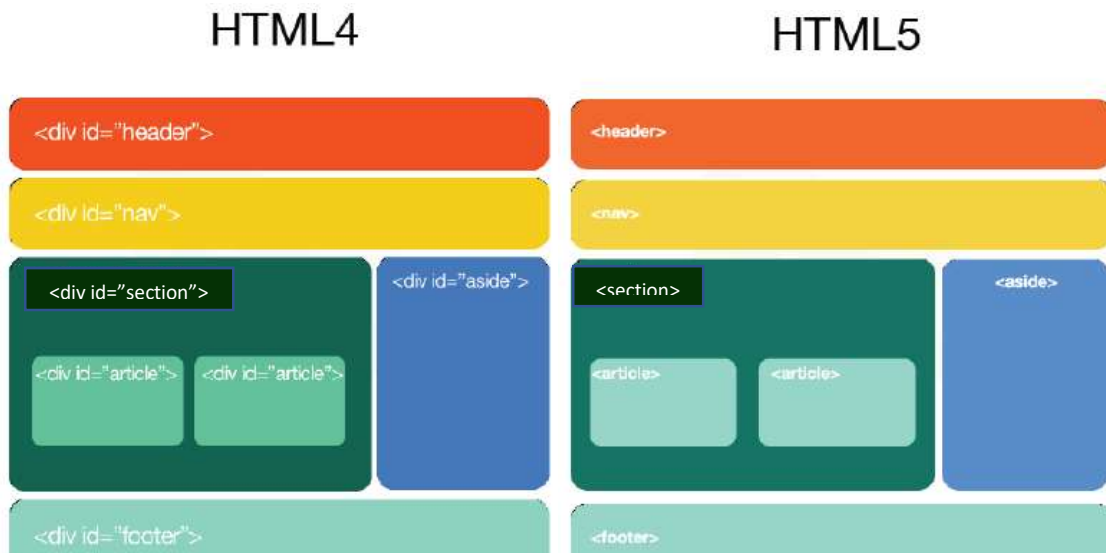 HTML4
<div id="header">
<div id="nav">
<div id="section">
<div id="aside">
<div id="article">
<div id="article">
<div id="footer">
HTML5
<header>
<nav>
<section>
<aside>
<article>
<article>
<footer>